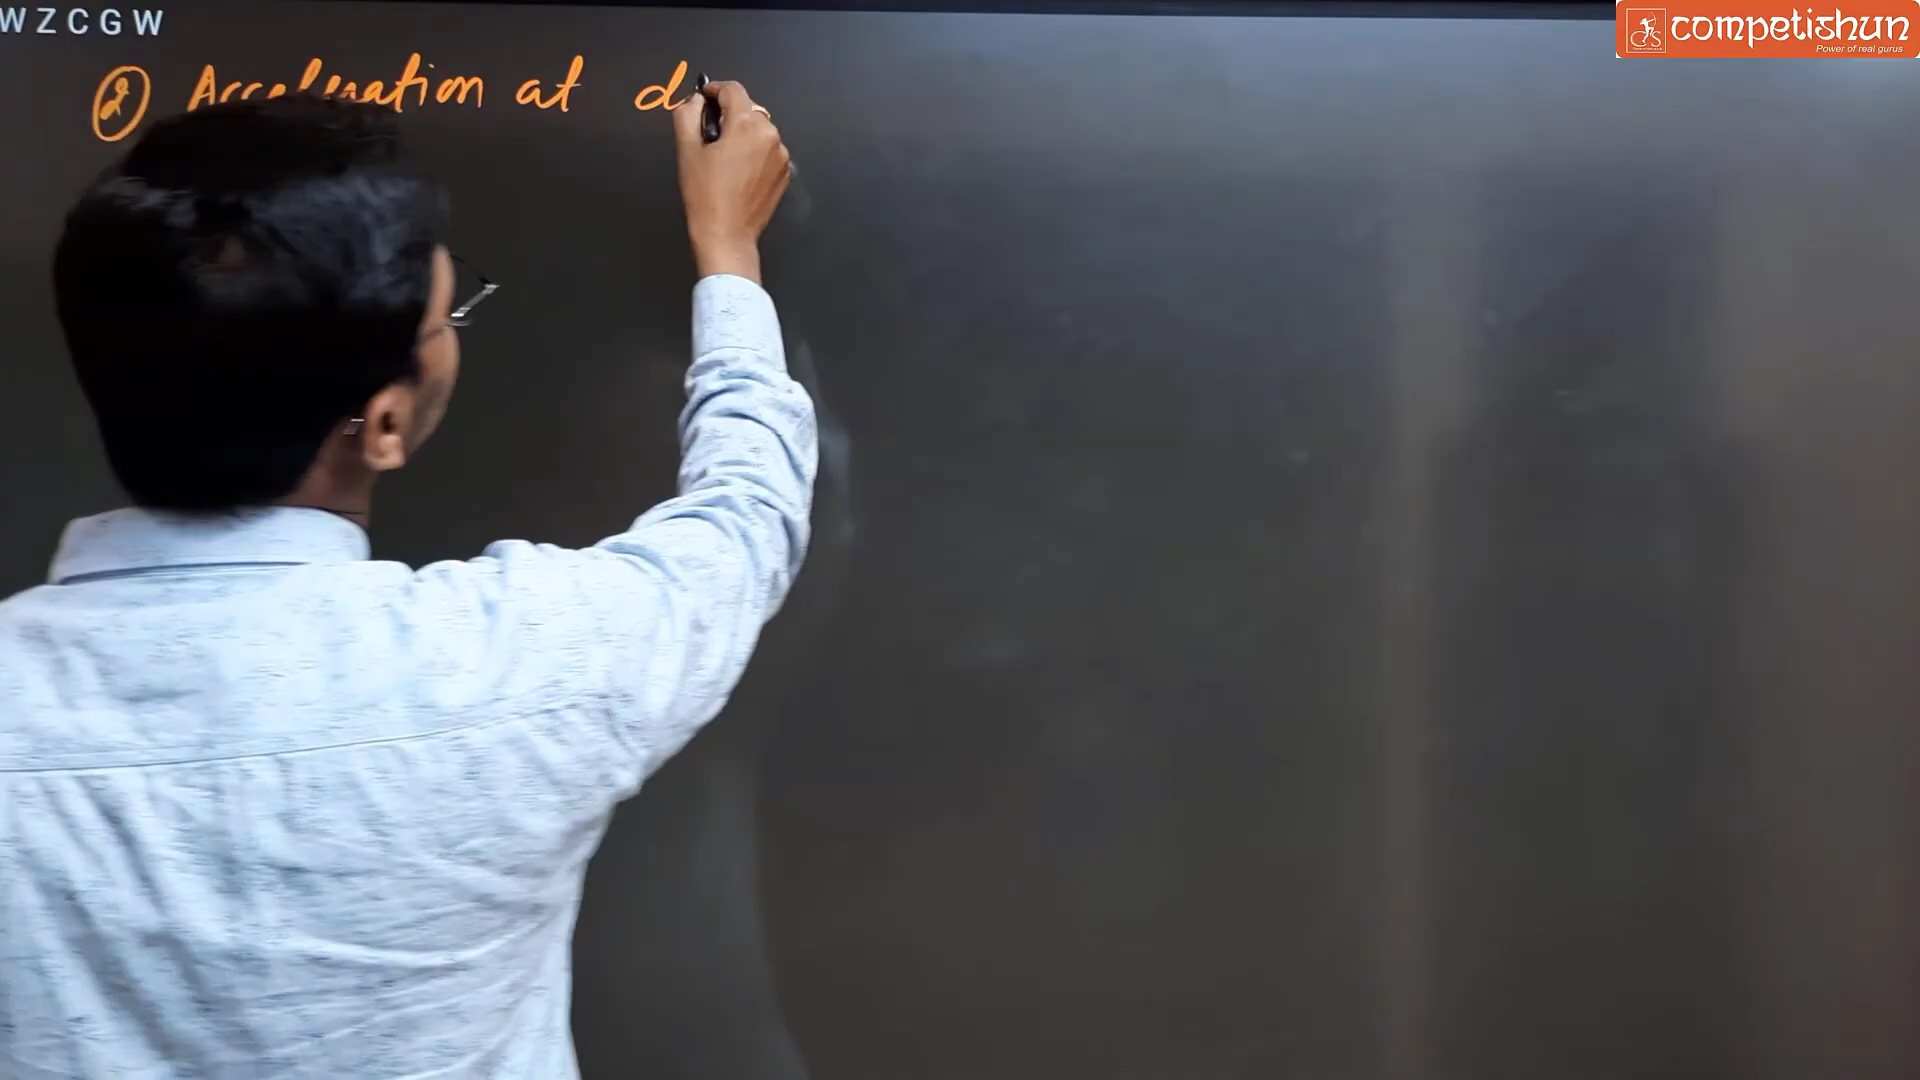 WZCGW
competishun
Power of real gurus
② Acceleration at d